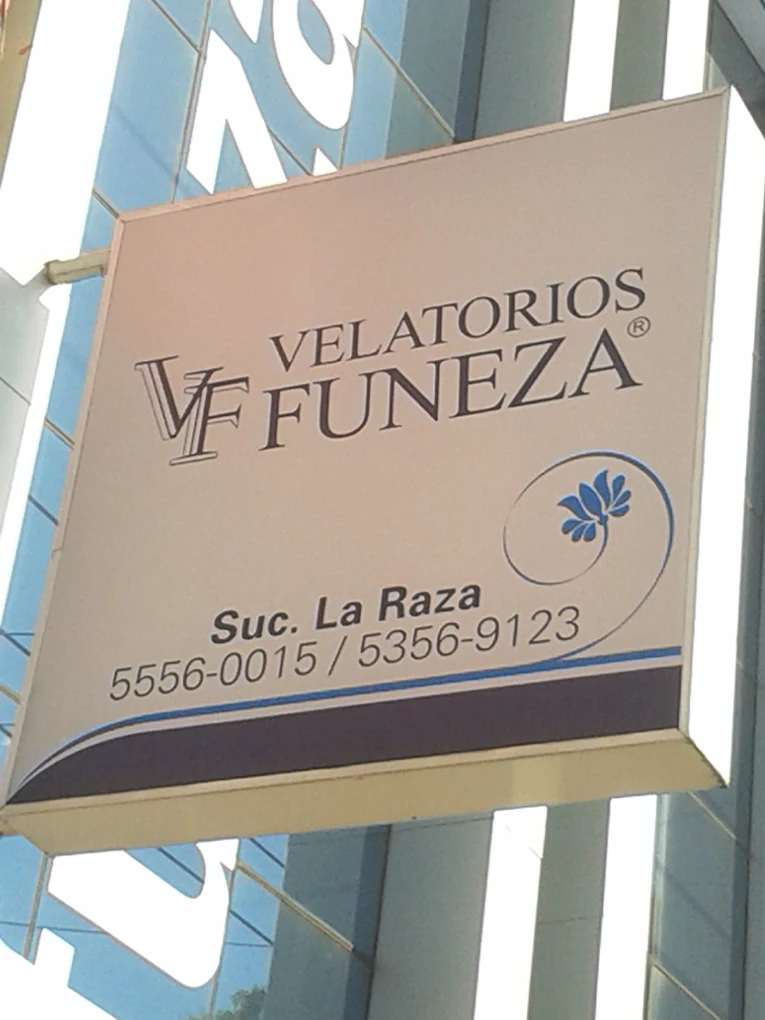 VF
VELATORIOS
FUNEZA®
Suc. La Raza
5556-0015 / 5356-9123